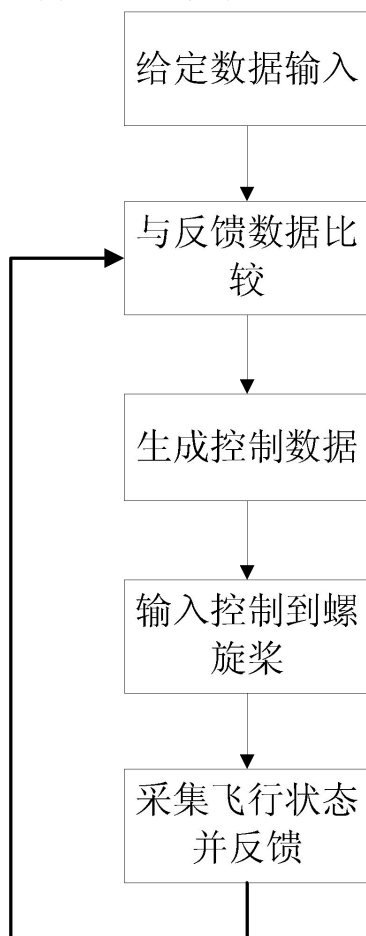 给定数据输入
与反馈数据比
较
生成控制数据
输入控制到螺
旋桨
采集飞行状态
并反馈